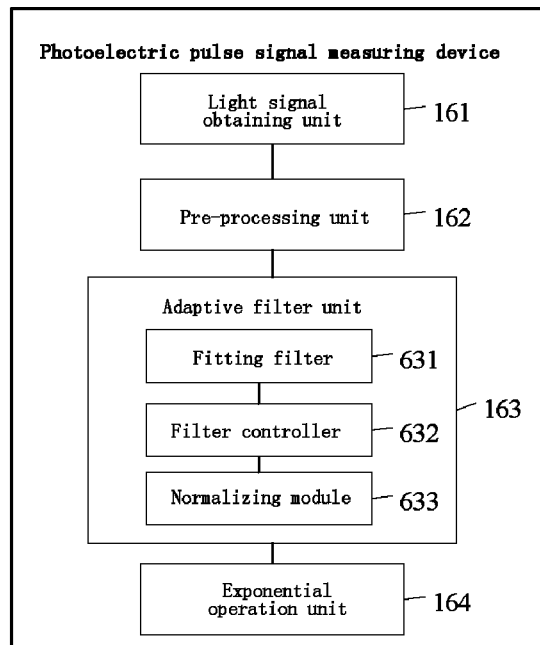 Photoelectric pulse signal measuring device
Light signal
obtaining unit
161
Pre-processing unit
162
Adaptive filter unit
Fitting filter
631
Filter controller
632
163
Normalizing module
633
Exponential
operation unit
164